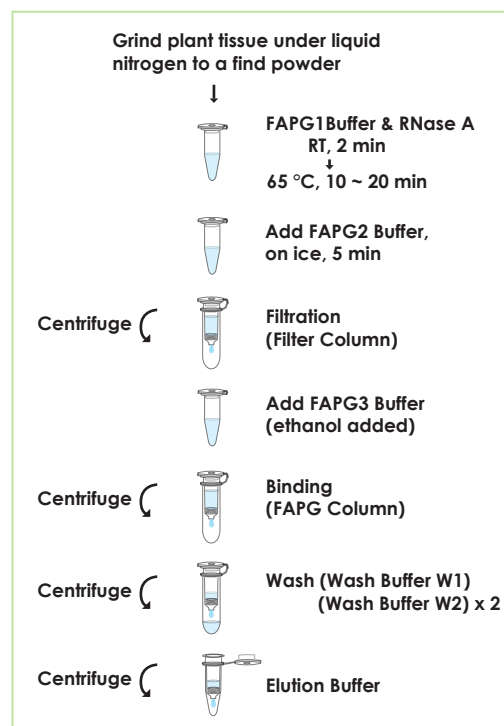 Grind plant tissue under liquid
nitrogen to a find powder
FAPG1Buffer & RNase A
RT, 2 min
65 °C, 10 ~ 20 min
Add FAPG2 Buffer,
on ice, 5 min
Centrifuge
Filtration
(Filter Column)
Add FAPG3 Buffer
(ethanol added)
Centrifuge
Binding
(FAPG Column)
Centrifuge
Wash (Wash Buffer W1)
(Wash Buffer W2) x 2
Centrifuge
Elution Buffer